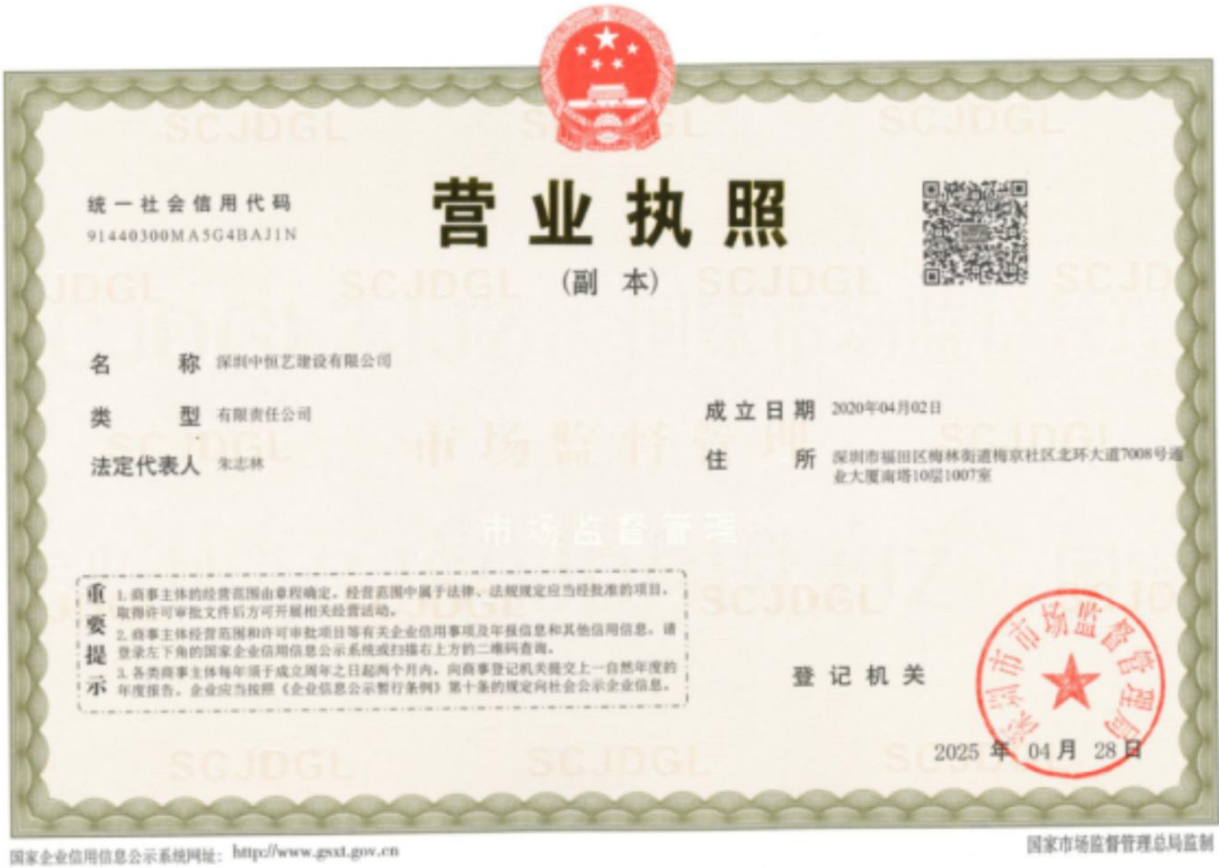 营业执照
(副 本)
统一社会信用代码
91440300MA5G4BAJ1N
名 称 深圳中恒艺建设有限公司
类 型 有限责任公司
法定代表人 朱志林
成立日期 2020年04月02日
住 所 深圳市福田区梅林街道梅京社区北环大道7008号通
业大厦南塔10层1007室
重要提示
1.商事主体的经营范围由章程确定。经营范围中属于法律、法规规定应当经批准的项目,
取得许可审批文件后方可开展相关经营活动。
2.商事主体经营范围和许可审批项目等有关企业信用事项及年报信息和其他信用信息,请
登录左下角的国家企业信用信息公示系统或扫描右上方的二维码查询。
3.各类商事主体每年须于成立周年之日起两个月内,向商事登记机关提交上一自然年度的
年度报告。企业应当按照《企业信息公示暂行条例》第十条的规定向社会公示企业信息。
登记机关
深圳市市场监督管理局
2025 年 04 月 28 日
国家企业信用信息公示系统网址: http://www.gsxt.gov.cn
国家市场监督管理总局监制
SCJDGL
市场监督管理